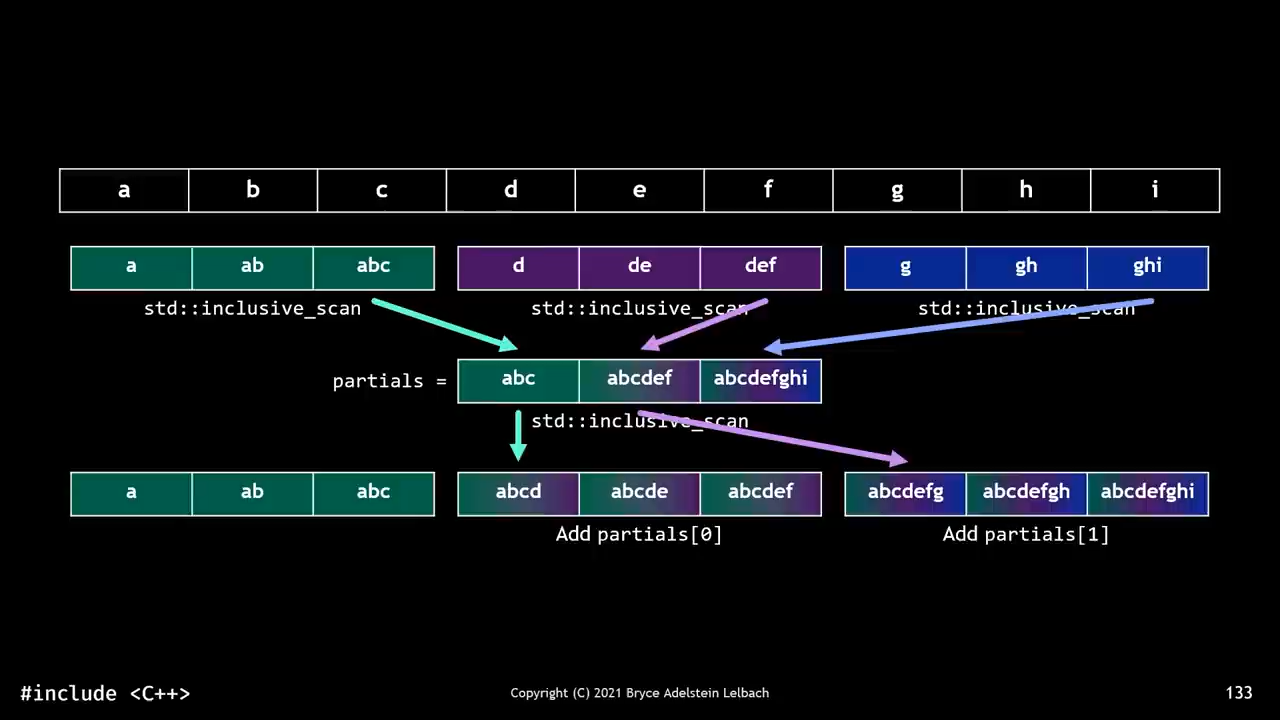 a b c d e f g h i
a ab abc d de def g gh ghi
std::inclusive_scan std::inclusive_scan std::inclusive_scan
partials = abc abcdef abcdefghi
std::inclusive_scan
a ab abc abcd abcde abcdef abcdefg abcdefgh abcdefghi
Add partials[0] Add partials[1]
#include <C++> Copyright (C) 2021 Bryce Adelstein Lelbach 133